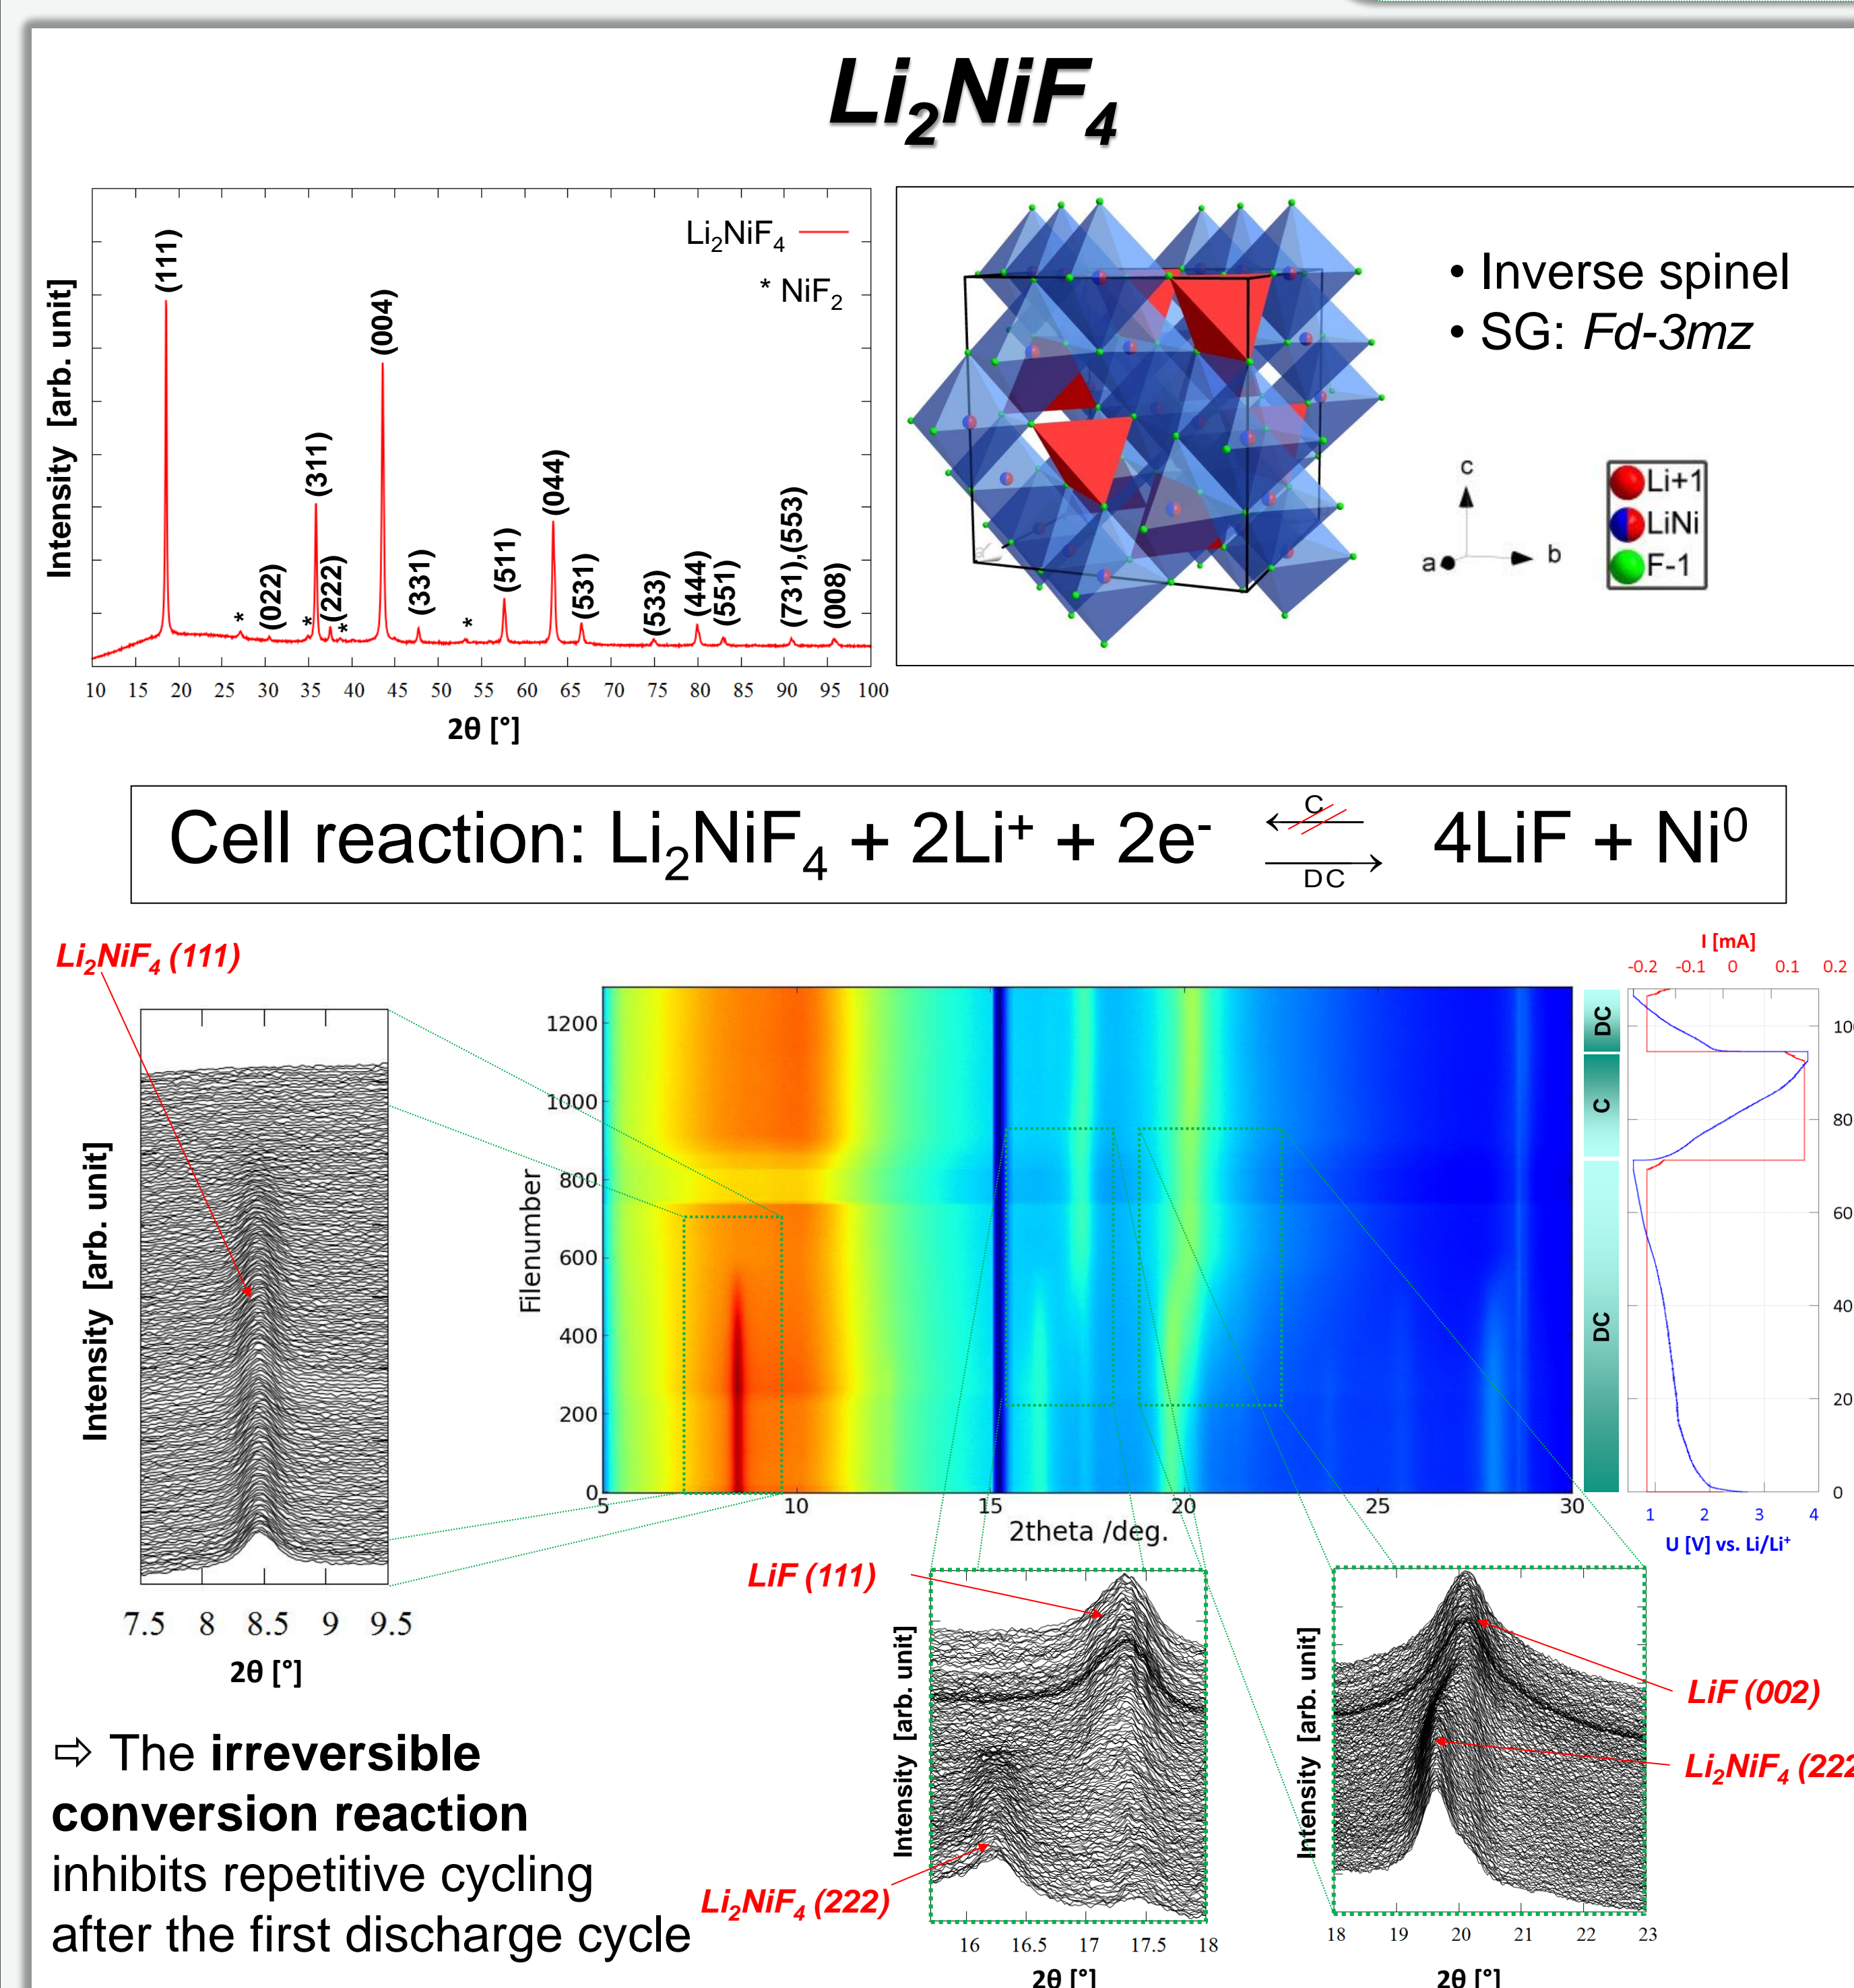 Li₂NiF₄
Li₂NiF₄
* NiF₂
Intensity [arb. unit]
(111)
*
(022)
*
(311)
(222)
*
(004)
(331)
*
(511)
(044)
(531)
(533)
(444)
(551)
(731),(553)
(008)
10 15 20 25 30 35 40 45 50 55 60 65 70 75 80 85 90 95 100
2θ [°]
• Inverse spinel
• SG: Fd-3mz
c
a
b
Li+1
LiNi
F-1
Cell reaction: Li₂NiF₄ + 2Li⁺ + 2e⁻ 4LiF + Ni⁰
C
DC
Li₂NiF₄ (111)
Intensity [arb. unit]
7.5 8 8.5 9 9.5
2θ [°]
Filenumber
1200
1000
800
600
400
200
0
5 10 15 20 25 30
2theta /deg.
DC
C
DC
I [mA]
-0.2 -0.1 0 0.1 0.2
80
60
40
20
0
1 2 3 4
U [V] vs. Li/Li⁺
LiF (111)
Li₂NiF₄ (222)
Intensity [arb. unit]
16 16.5 17 17.5 18
2θ [°]
Intensity [arb. unit]
LiF (002)
Li₂NiF₄ (222
18 19 20 21 22 23
2θ [°]
⇨ The irreversible
conversion reaction
inhibits repetitive cycling
after the first discharge cycle